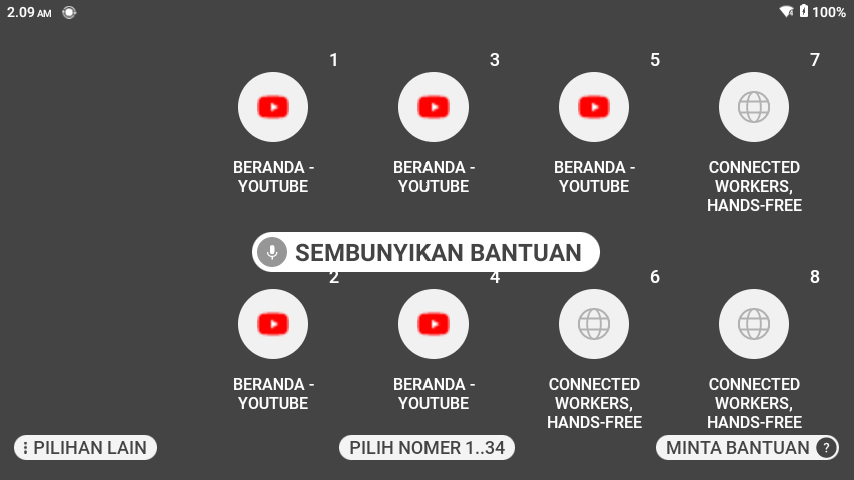 2.09 AM
100%
1
3
5
7
BERANDA -
YOUTUBE
BERANDA -
YOUTUBE
BERANDA -
YOUTUBE
CONNECTED
WORKERS,
HANDS-FREE
SEMBUNYIKAN BANTUAN
2
4
6
8
BERANDA -
YOUTUBE
BERANDA -
YOUTUBE
CONNECTED
WORKERS,
HANDS-FREE
CONNECTED
WORKERS,
HANDS-FREE
PILIHAN LAIN
PILIH NOMER 1..34
MINTA BANTUAN ?